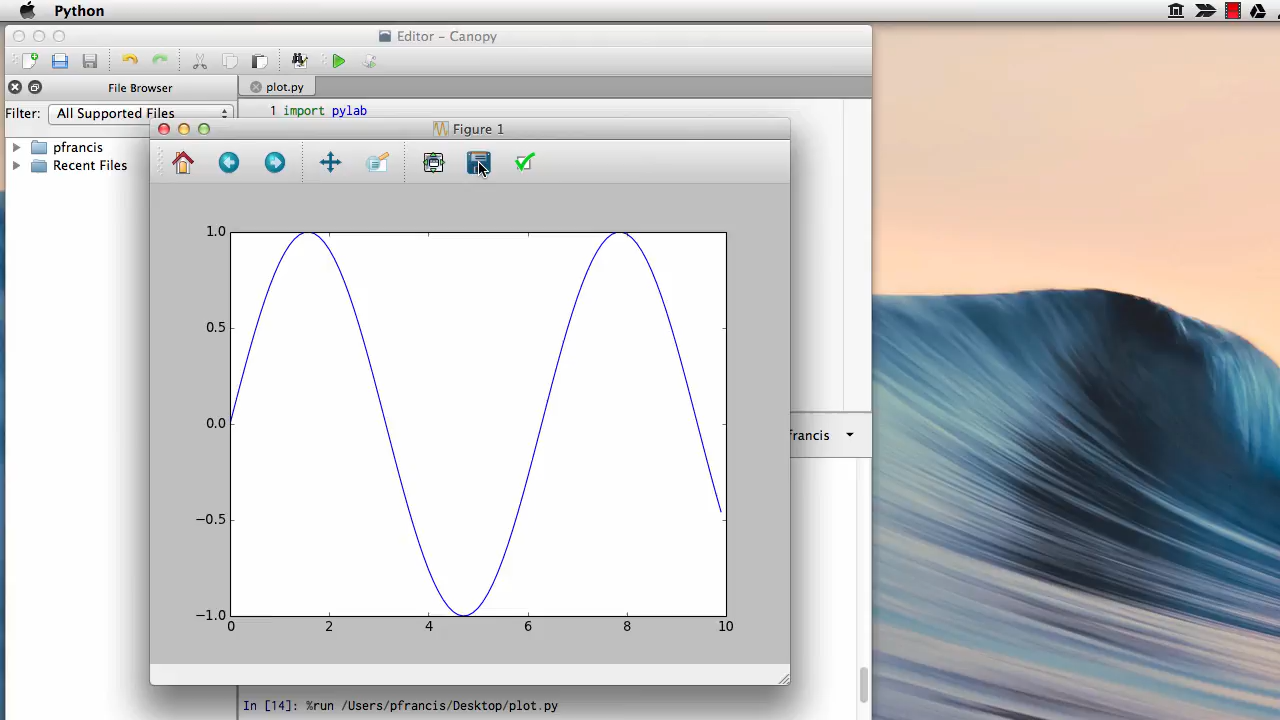 Python
Editor – Canopy
File Browser
plot.py
Filter: All Supported Files
1 import pylab
pfrancis
Recent Files
Figure 1
1.0
0.5
0.0
−0.5
−1.0
0 2 4 6 8 10
francis
In [14]: %run /Users/pfrancis/Desktop/plot.py